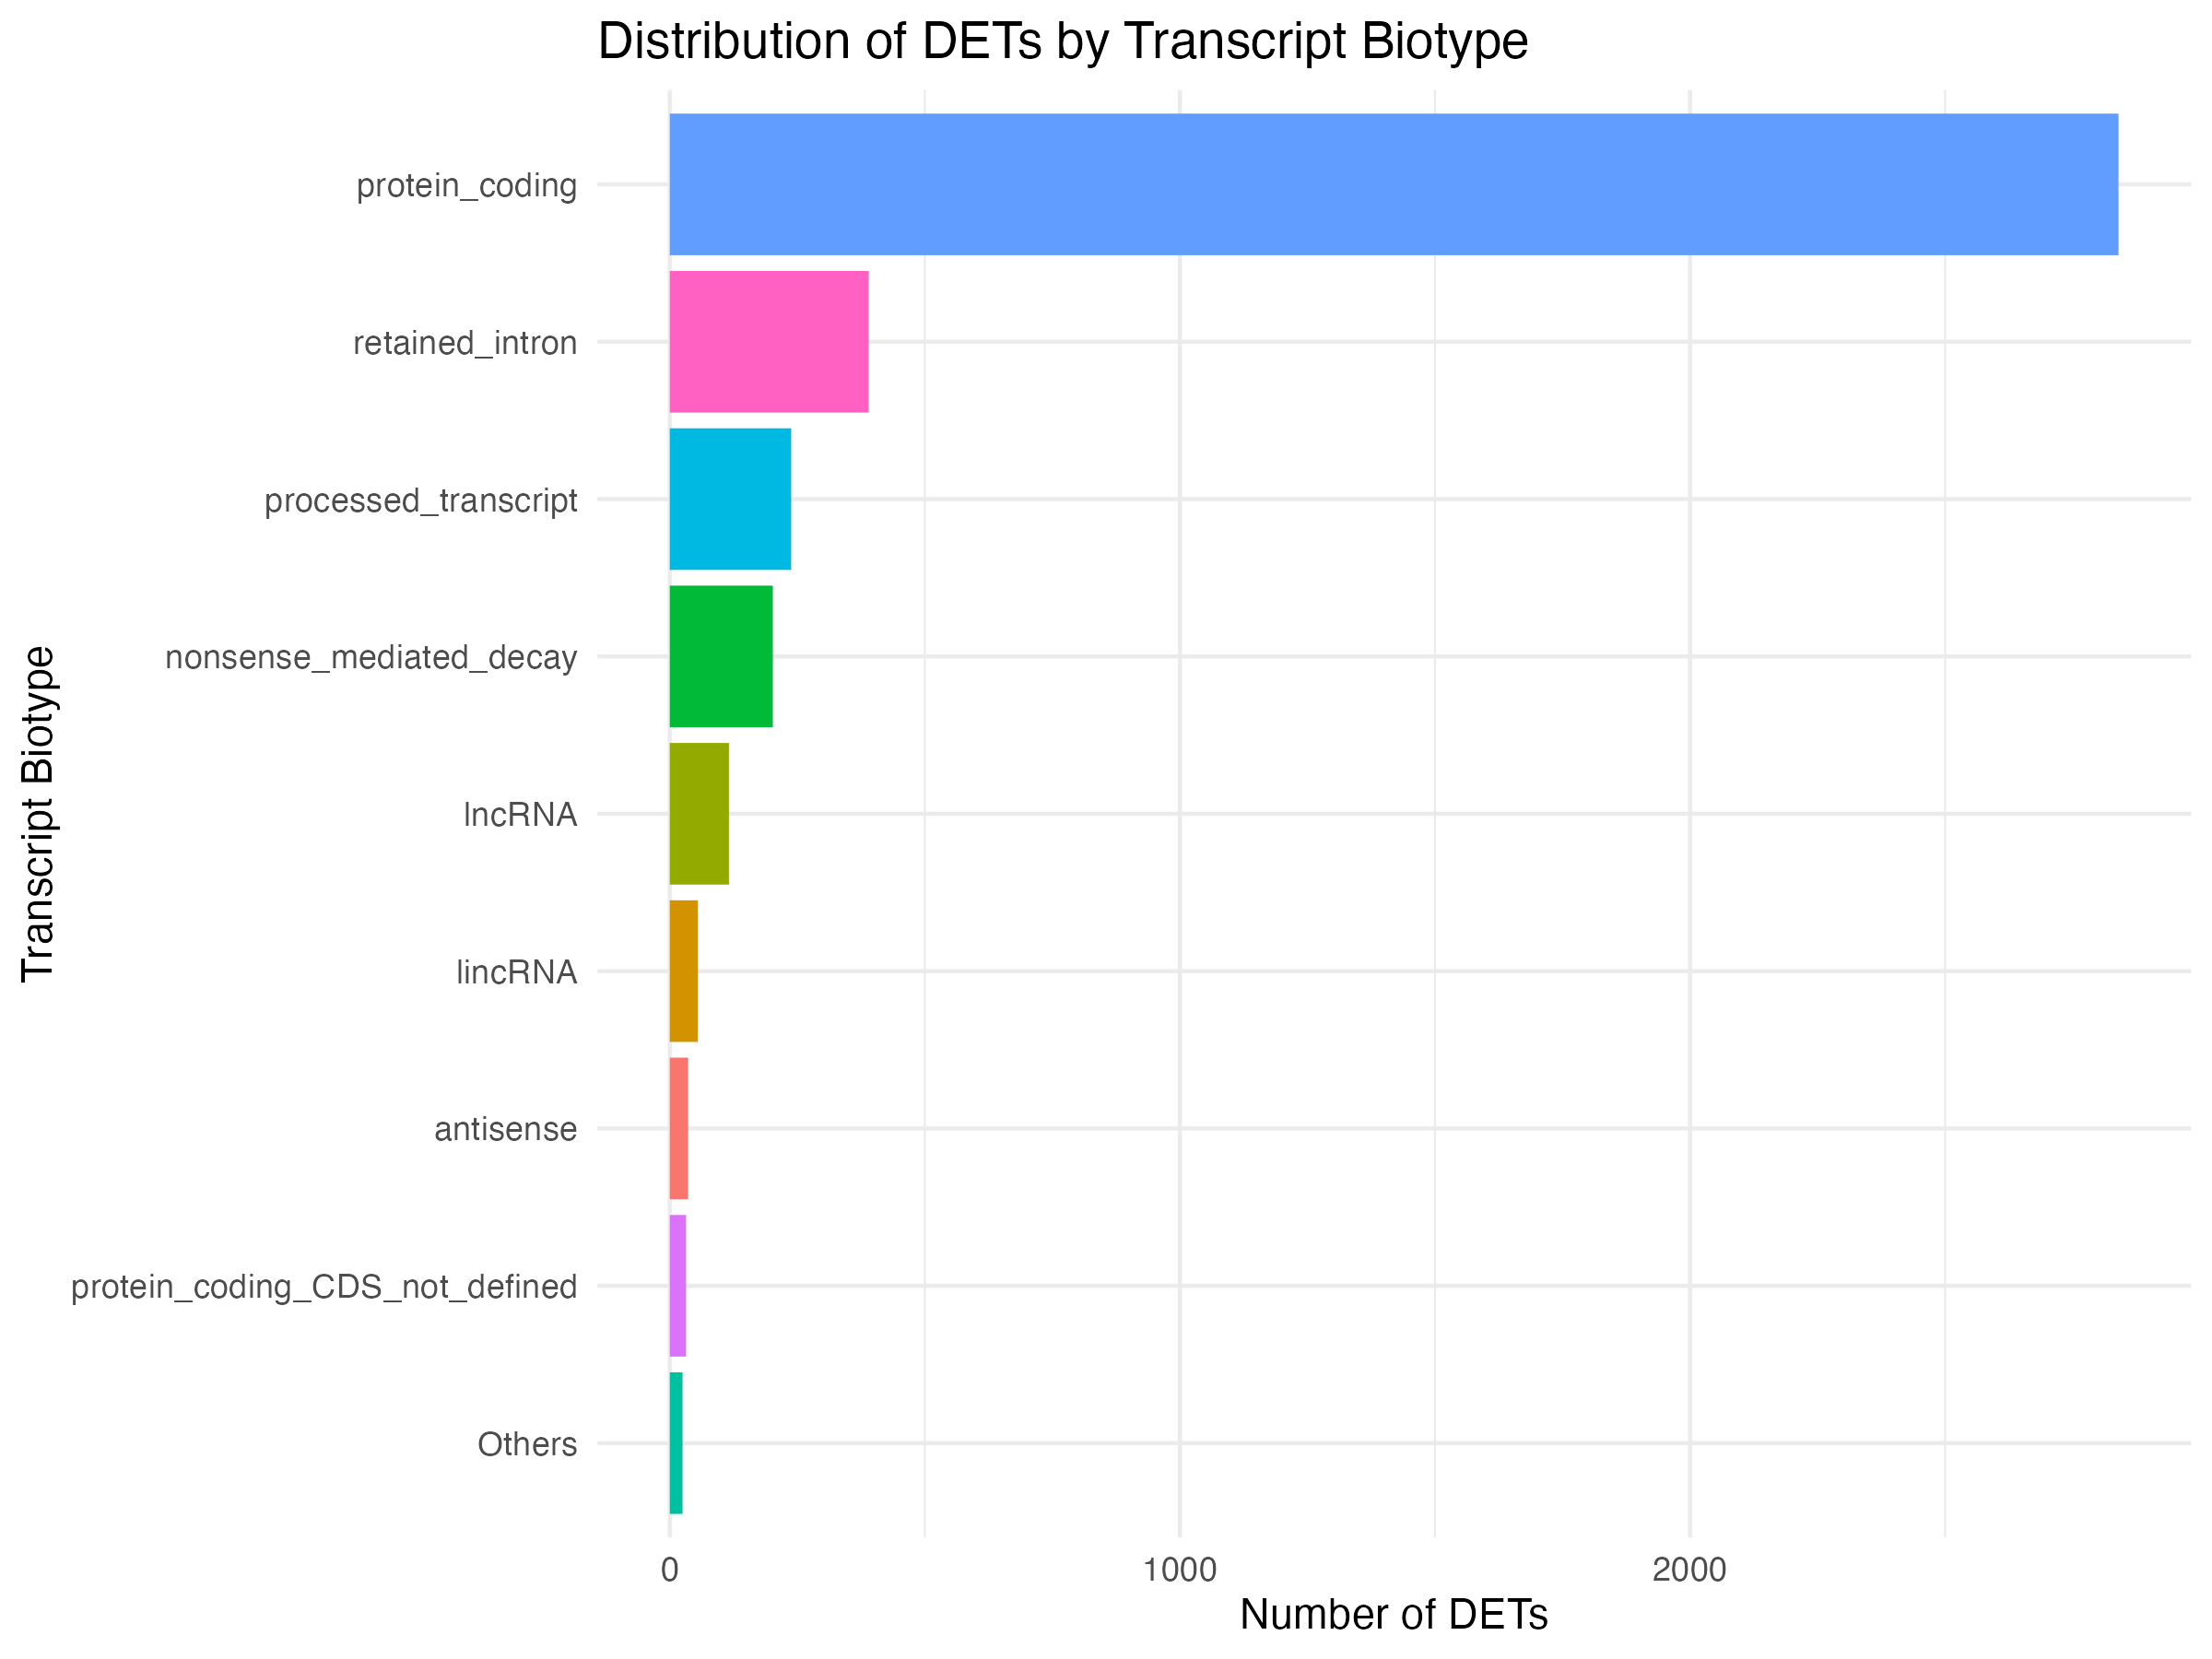 Distribution of DETs by Transcript Biotype
Transcript Biotype
protein_coding
retained_intron
processed_transcript
nonsense_mediated_decay
lncRNA
lincRNA
antisense
protein_coding_CDS_not_defined
Others
0 1000 2000
Number of DETs